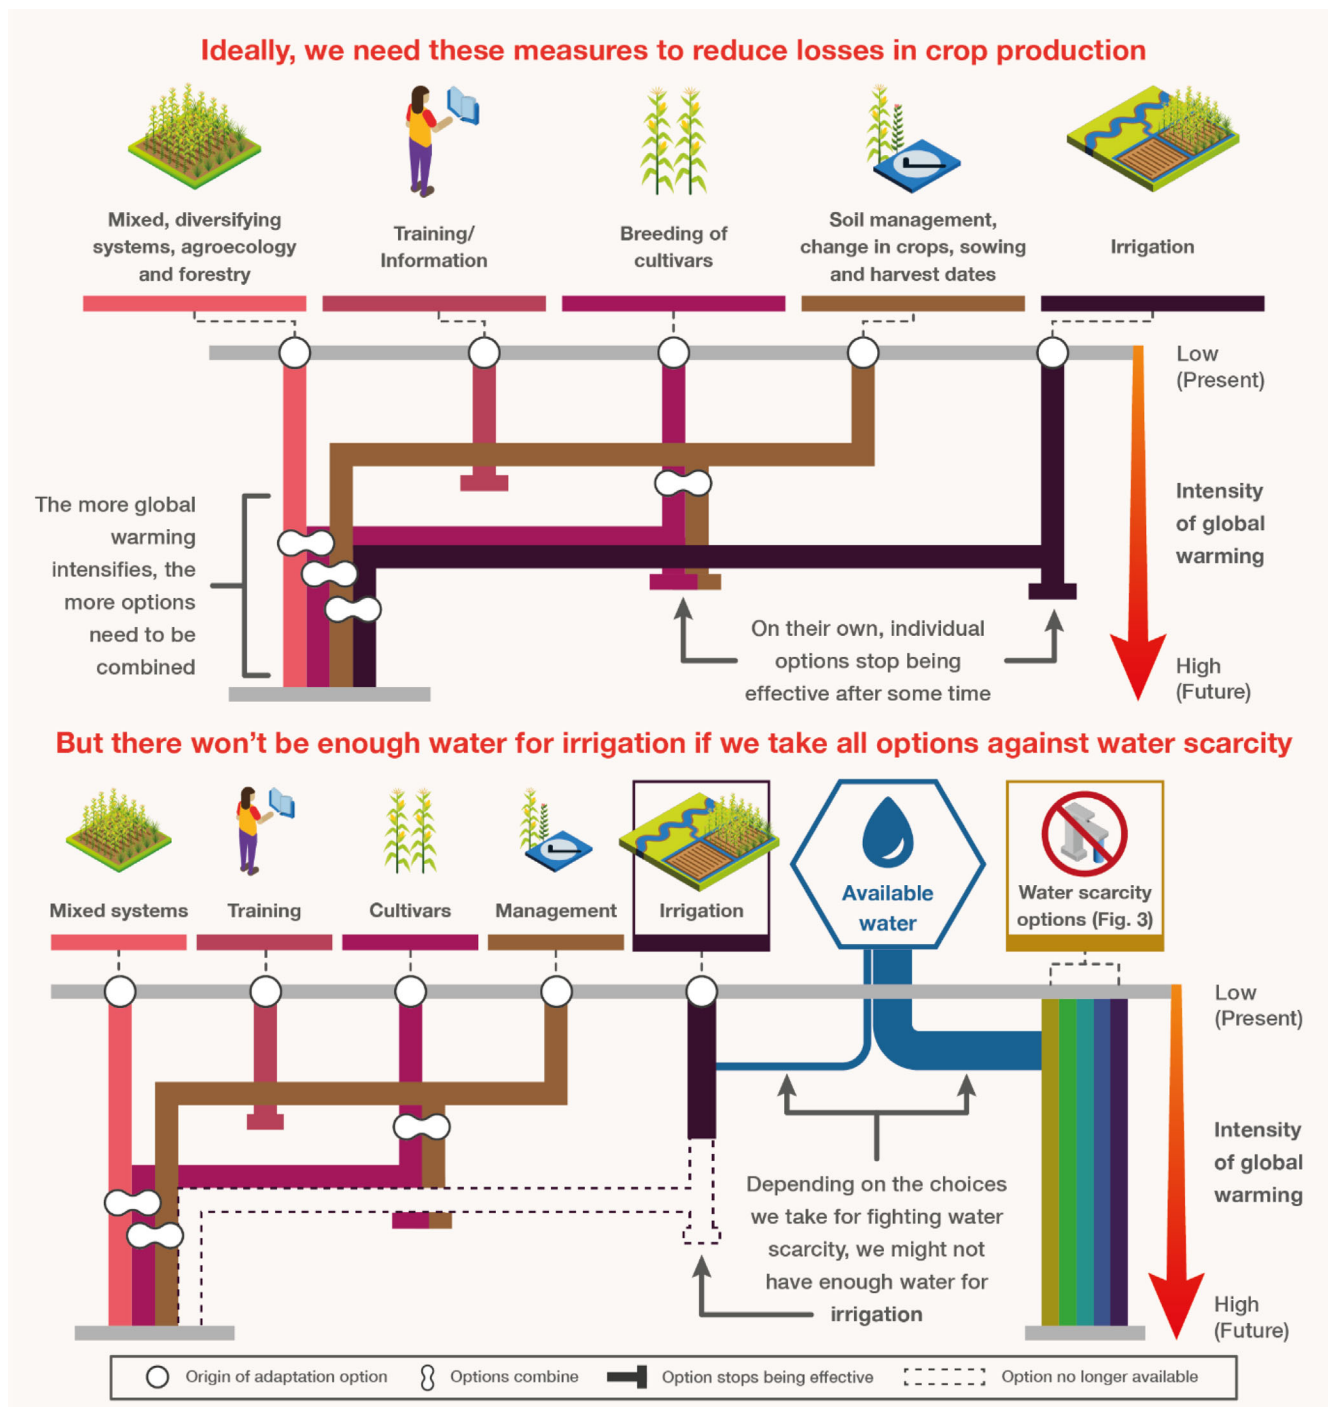 Ideally, we need these measures to reduce losses in crop production
Mixed, diversifying
systems, agroecology
and forestry
Training/
Information
Breeding of
cultivars
Soil management,
change in crops, sowing
and harvest dates
Irrigation
Low
(Present)
Intensity
of global
warming
High
(Future)
The more global
warming
intensifies, the
more options
need to be
combined
On their own, individual
options stop being
effective after some time
But there won't be enough water for irrigation if we take all options against water scarcity
Mixed systems
Training
Cultivars
Management
Irrigation
Available
water
Water scarcity
options (Fig. 3)
Low
(Present)
Intensity
of global
warming
High
(Future)
Depending on the choices
we take for fighting water
scarcity, we might not
have enough water for
irrigation
Origin of adaptation option
Options combine
Option stops being effective
Option no longer available